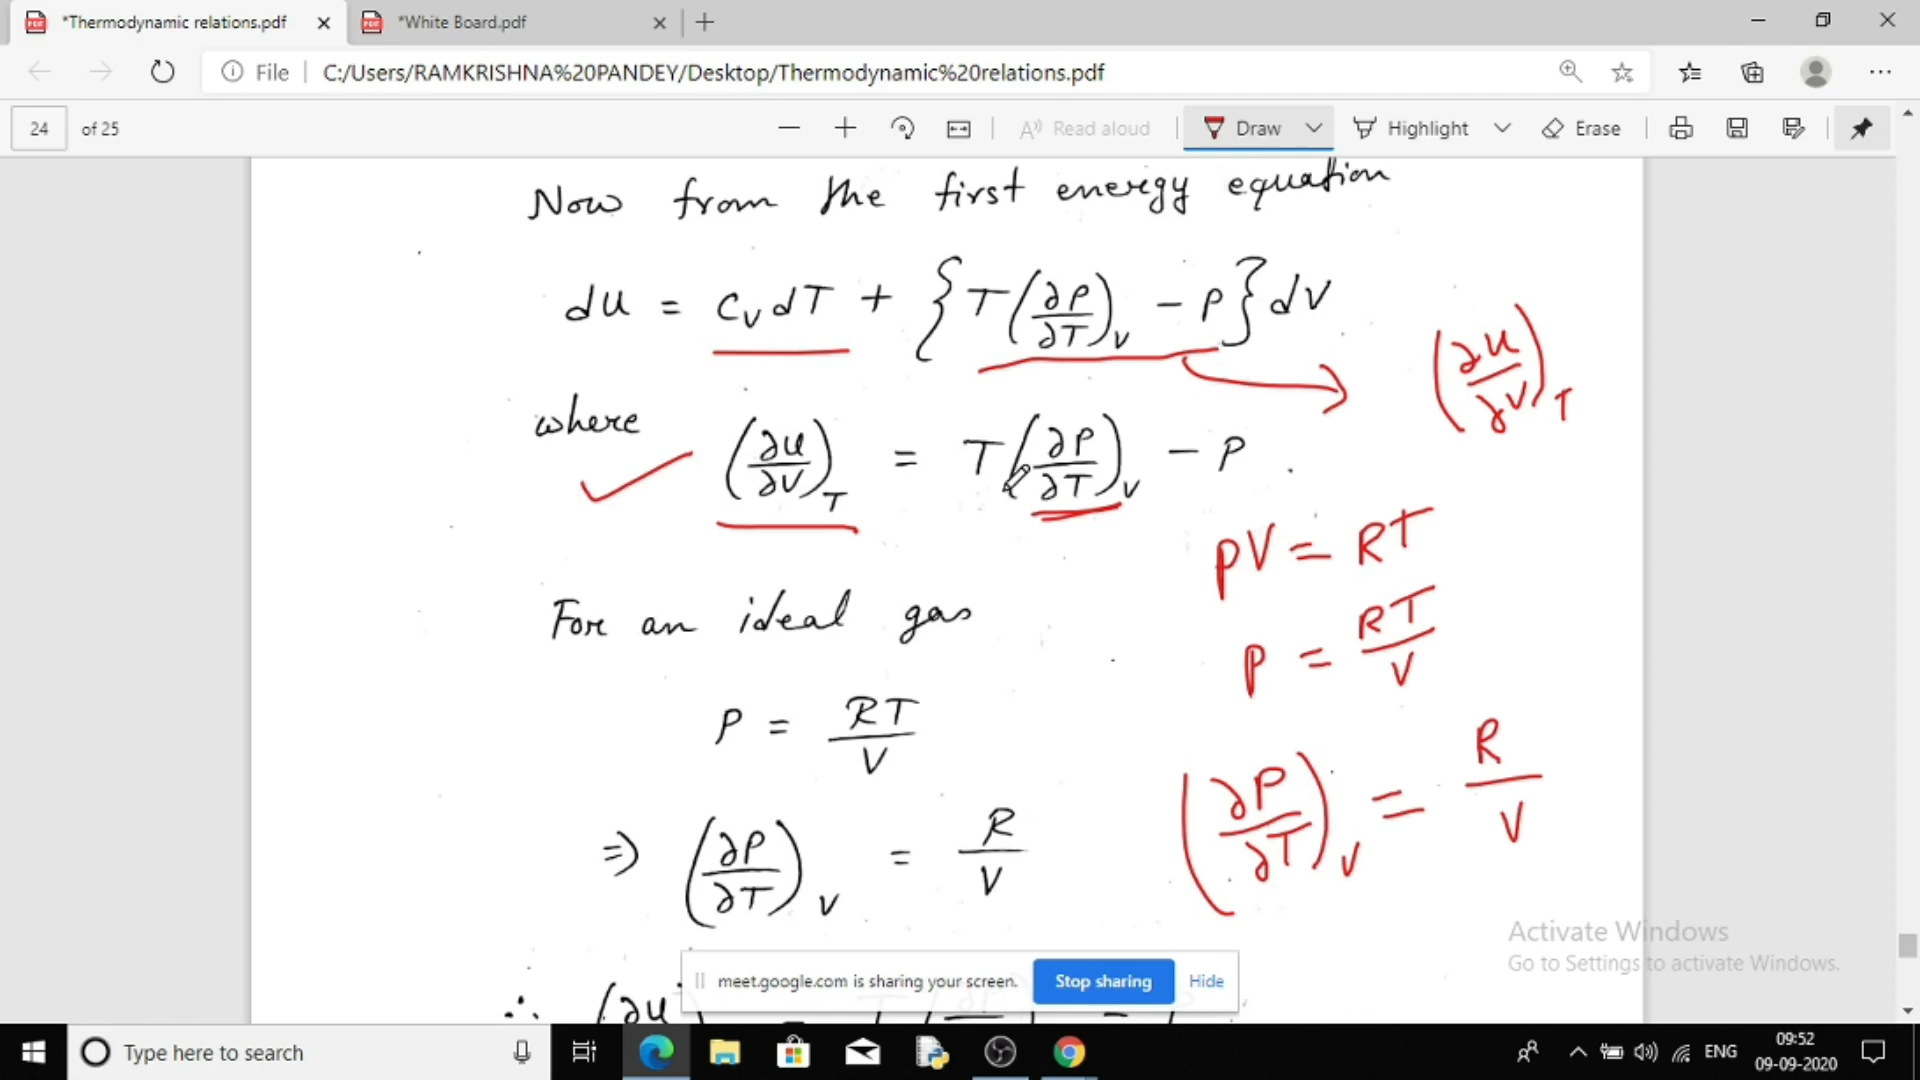 *Thermodynamic relations.pdf
*White Board.pdf
File
C:/Users/RAMKRISHNA%20PANDEY/Desktop/Thermodynamic%20relations.pdf
24 of 25
Read aloud
Draw
Highlight
Erase
Now from the first energy equation
dU = C_V dT + {T(∂P/∂T)_V − P} dV
(∂U/∂V)_T
where
(∂U/∂V)_T = T(∂P/∂T)_V − P.
PV = RT
For an ideal gas
P = RT/V
P = RT/V
(∂P/∂T)_V = R/V
⇒ (∂P/∂T)_V = R/V
Activate Windows
Go to Settings to activate Windows.
meet.google.com is sharing your screen.
Stop sharing
Hide
∴ (∂U
Type here to search
ENG
09:52
09-09-2020